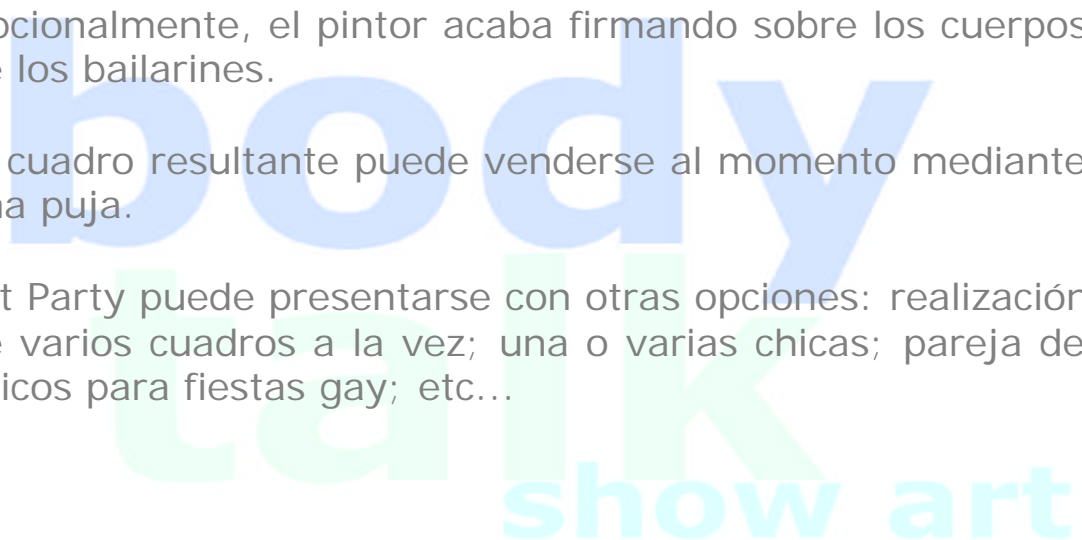 pcionalmente, el pintor acaba firmando sobre los cuerpos
e los bailarines.
cuadro resultante puede venderse al momento mediante
na puja.
t Party puede presentarse con otras opciones: realización
e varios cuadros a la vez; una o varias chicas; pareja de
icos para fiestas gay; etc...
body
talk
show art